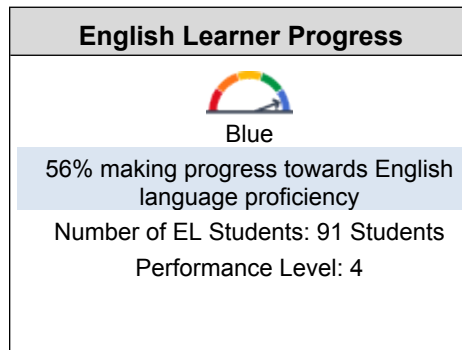 English Learner Progress
Blue
56% making progress towards English
language proficiency
Number of EL Students: 91 Students
Performance Level: 4